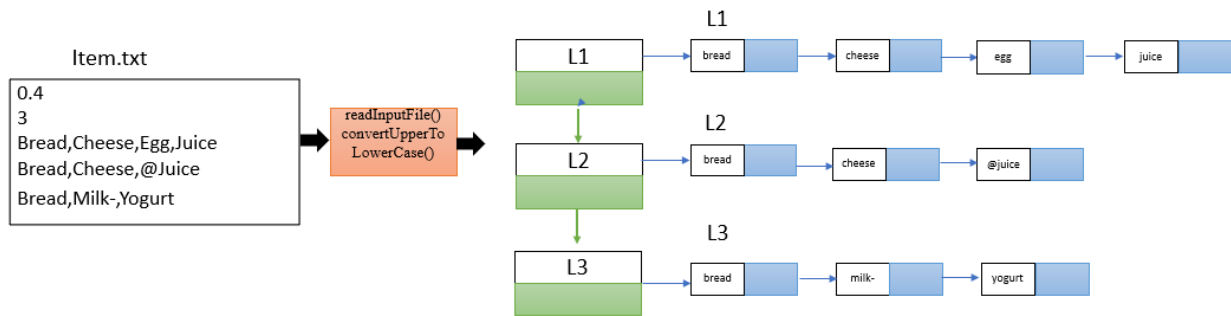 Item.txt
0.4
3
Bread,Cheese,Egg,Juice
Bread,Cheese,@Juice
Bread,Milk-,Yogurt
readInputFile()
convertUpperTo
LowerCase()
L1
L1
bread
cheese
egg
juice
L2
L2
bread
cheese
@juice
L3
L3
bread
milk-
yogurt